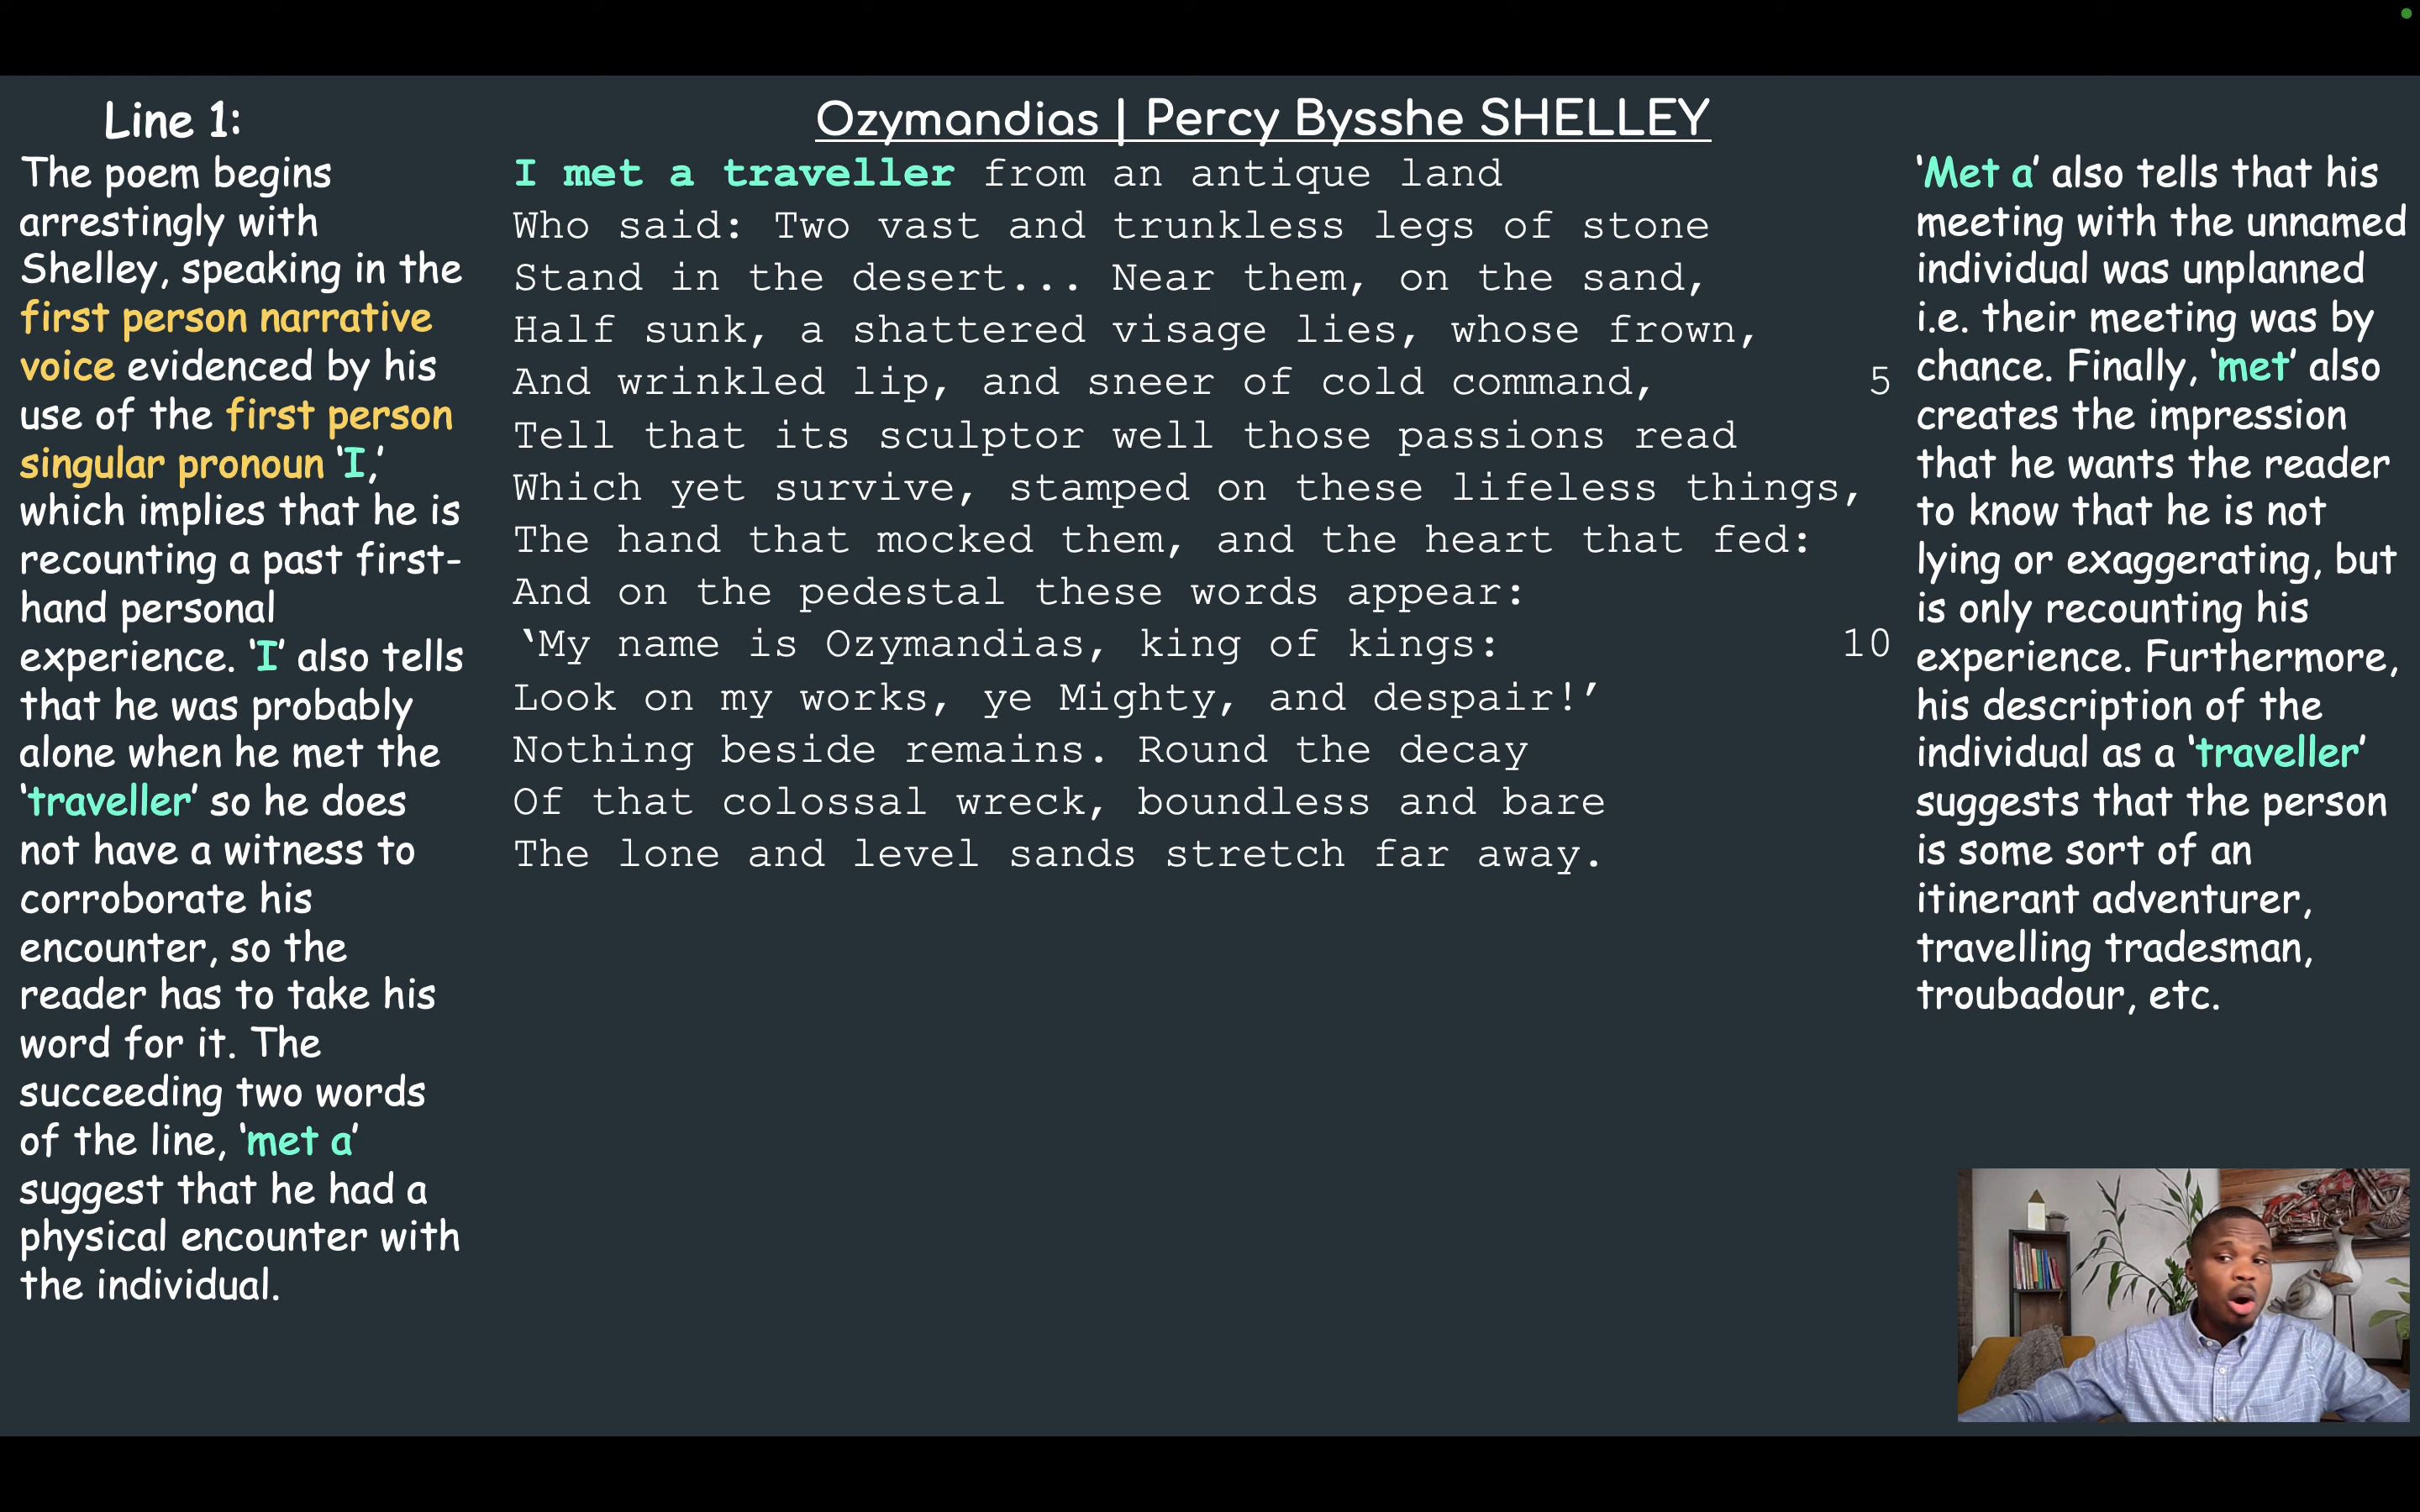 Line 1:
The poem begins
arrestingly with
Shelley, speaking in the
first person narrative
voice evidenced by his
use of the first person
singular pronoun ‘I,’
which implies that he is
recounting a past first-
hand personal
experience. ‘I’ also tells
that he was probably
alone when he met the
‘traveller’ so he does
not have a witness to
corroborate his
encounter, so the
reader has to take his
word for it. The
succeeding two words
of the line, ‘met a’
suggest that he had a
physical encounter with
the individual.
Ozymandias | Percy Bysshe SHELLEY
I met a traveller from an antique land
Who said: Two vast and trunkless legs of stone
Stand in the desert... Near them, on the sand,
Half sunk, a shattered visage lies, whose frown,
And wrinkled lip, and sneer of cold command, 5
Tell that its sculptor well those passions read
Which yet survive, stamped on these lifeless things,
The hand that mocked them, and the heart that fed:
And on the pedestal these words appear:
‘My name is Ozymandias, king of kings: 10
Look on my works, ye Mighty, and despair!’
Nothing beside remains. Round the decay
Of that colossal wreck, boundless and bare
The lone and level sands stretch far away.
‘Met a’ also tells that his
meeting with the unnamed
individual was unplanned
i.e. their meeting was by
chance. Finally, ‘met’ also
creates the impression
that he wants the reader
to know that he is not
lying or exaggerating, but
is only recounting his
experience. Furthermore,
his description of the
individual as a ‘traveller’
suggests that the person
is some sort of an
itinerant adventurer,
travelling tradesman,
troubadour, etc.